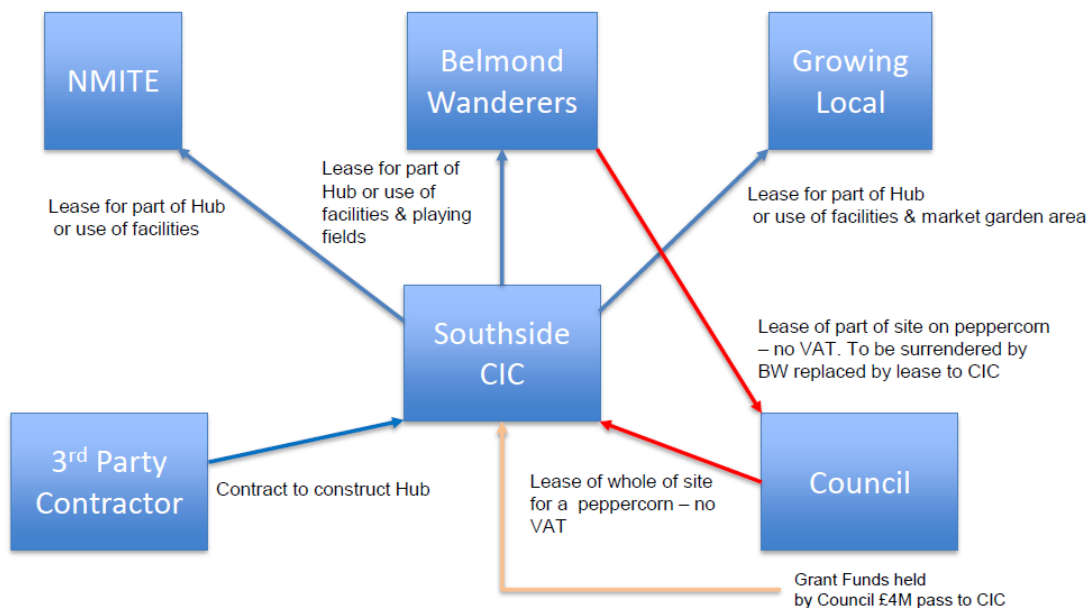 NMITE
Belmond
Wanderers
Growing
Local
Lease for part of Hub
or use of facilities
Lease for part of
Hub or use of
facilities & playing
fields
Lease for part of Hub
or use of facilities & market garden area
Southside
CIC
Lease of part of site on peppercorn
– no VAT. To be surrendered by
BW replaced by lease to CIC
3rd Party
Contractor
Contract to construct Hub
Lease of whole of site
for a peppercorn – no
VAT
Council
Grant Funds held
by Council £4M pass to CIC